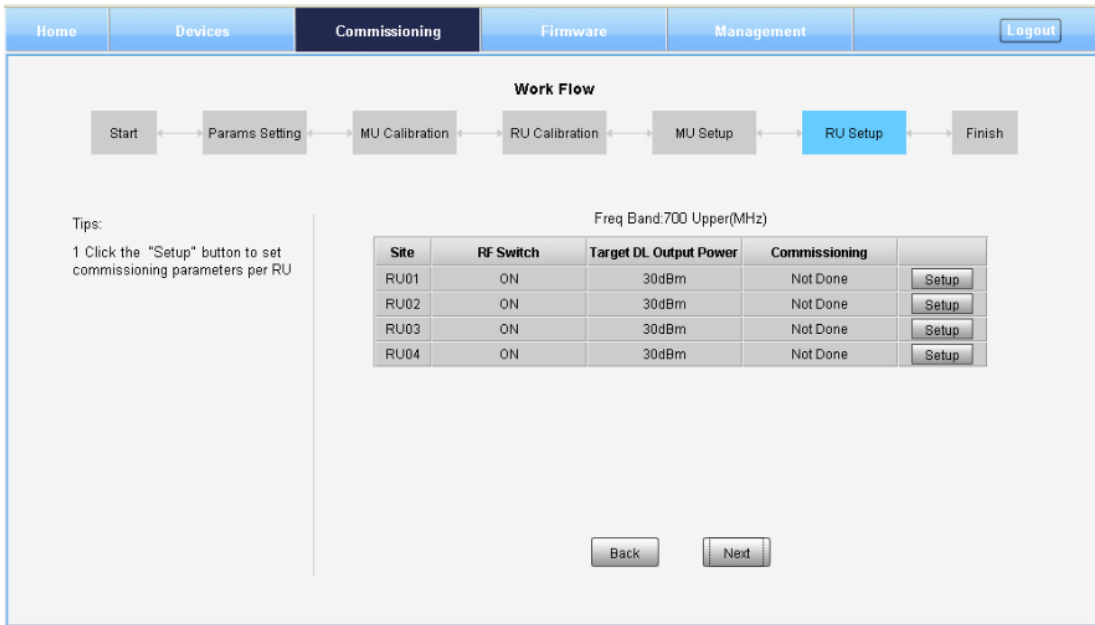 Home Devices Commissioning Firmware Management Logout
Work Flow
Start Params Setting MU Calibration RU Calibration MU Setup RU Setup Finish
Tips:
1 Click the "Setup" button to set
commissioning parameters per RU
Freq Band:700 Upper(MHz)
Site RF Switch Target DL Output Power Commissioning
RU01 ON 30dBm Not Done Setup
RU02 ON 30dBm Not Done Setup
RU03 ON 30dBm Not Done Setup
RU04 ON 30dBm Not Done Setup
Back Next